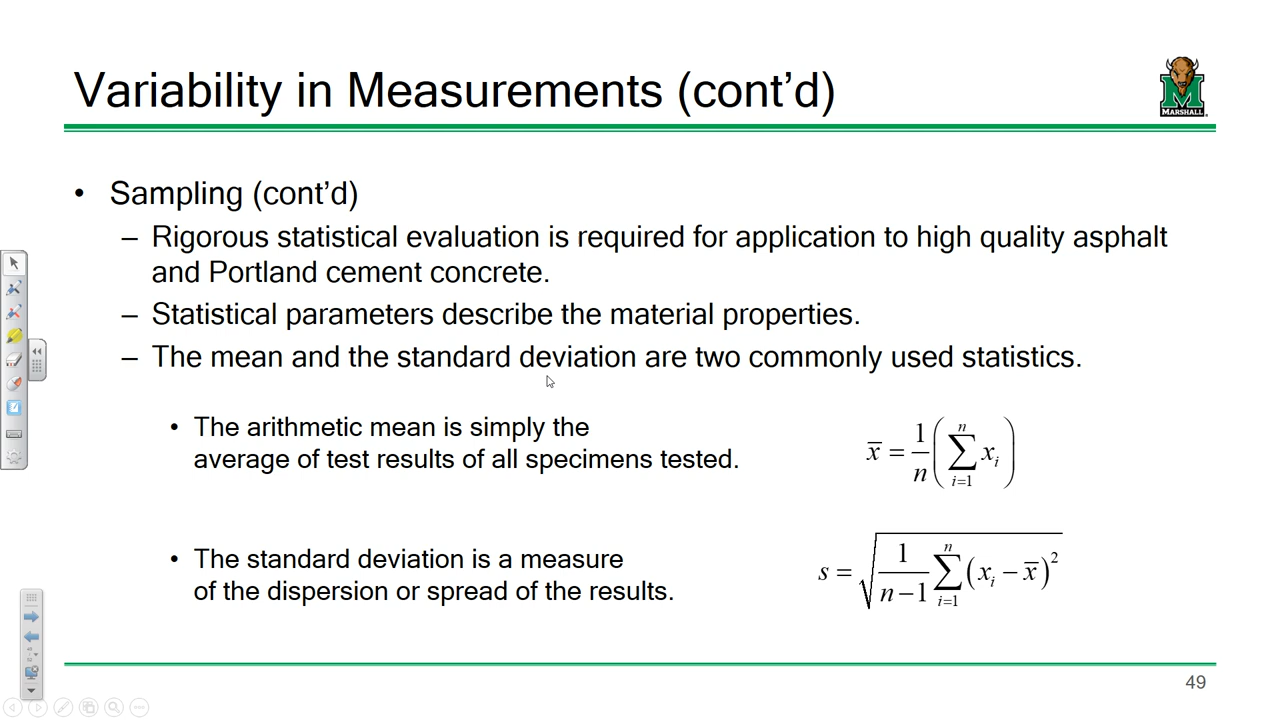 Variability in Measurements (cont’d)
MARSHALL
• Sampling (cont’d)
– Rigorous statistical evaluation is required for application to high quality asphalt
and Portland cement concrete.
– Statistical parameters describe the material properties.
– The mean and the standard deviation are two commonly used statistics.
• The arithmetic mean is simply the
average of test results of all specimens tested.
x̄ = 1/n (∑_{i=1}^{n} x_i)
• The standard deviation is a measure
of the dispersion or spread of the results.
s = √(1/(n−1) ∑_{i=1}^{n} (x_i − x̄)²)
49